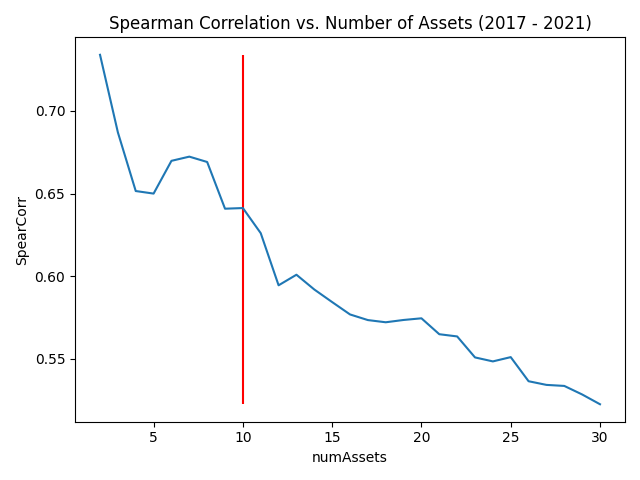 Spearman Correlation vs. Number of Assets (2017 - 2021)
SpearCorr
0.70
0.65
0.60
0.55
5 10 15 20 25 30
numAssets